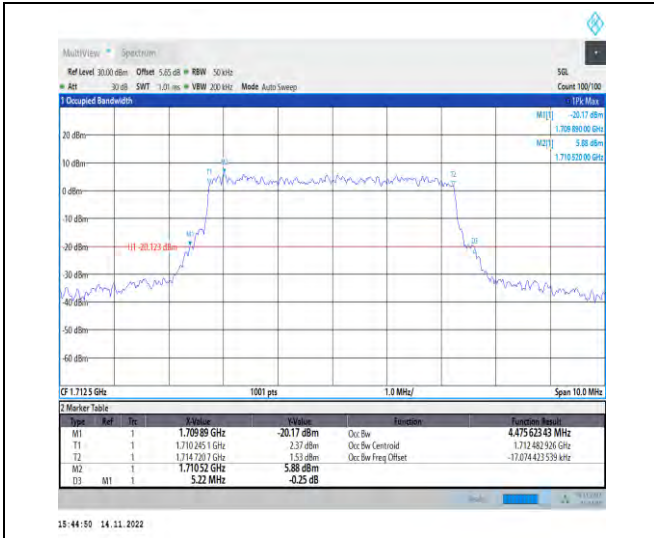 MultiView Spectrum
Ref Level 30.00 dBm Offset 5.65 dB RBW 50 kHz SGL
Att 30 dB SWT 1.01 ms VBW 200 kHz Mode Auto Sweep Count 100/100
1 Occupied Bandwidth 1Pk Max
M1[1] -20.17 dBm
1.709 890 00 GHz
M2[1] 5.88 dBm
1.710 520 00 GHz
20 dBm
10 dBm
M2
T1 T2
0 dBm
-10 dBm
M1
D3
-20 dBm H1 -20.123 dBm
-30 dBm
-40 dBm
-50 dBm
-60 dBm
CF 1.712 5 GHz 1001 pts 1.0 MHz/ Span 10.0 MHz
2 Marker Table
Type Ref Trc X-Value Y-Value Function Function Result
M1 1 1.709 89 GHz -20.17 dBm Occ Bw 4.475 623 43 MHz
T1 1 1.710 245 1 GHz 2.37 dBm Occ Bw Centroid 1.712 482 926 GHz
T2 1 1.714 720 7 GHz 1.53 dBm Occ Bw Freq Offset -17.074 423 539 kHz
M2 1 1.710 52 GHz 5.88 dBm
D3 M1 1 5.22 MHz -0.25 dB
15:44:50 14.11.2022